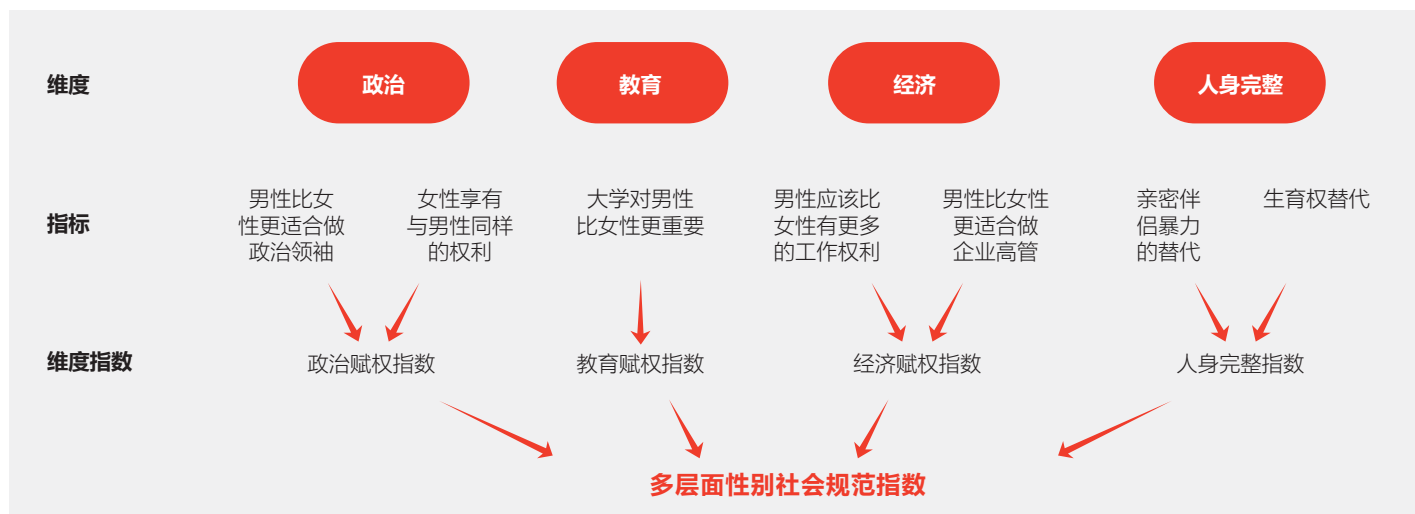 维度
政治
教育
经济
人身完整
指标
男性比女
性更适合做
政治领袖
女性享有
与男性同样
的权利
大学对男性
比女性更重要
男性应该比
女性有更多
的工作权利
男性比女性
更适合做
企业高管
亲密伴
侣暴力
的替代
生育权替代
维度指数
政治赋权指数
教育赋权指数
经济赋权指数
人身完整指数
多层面性别社会规范指数